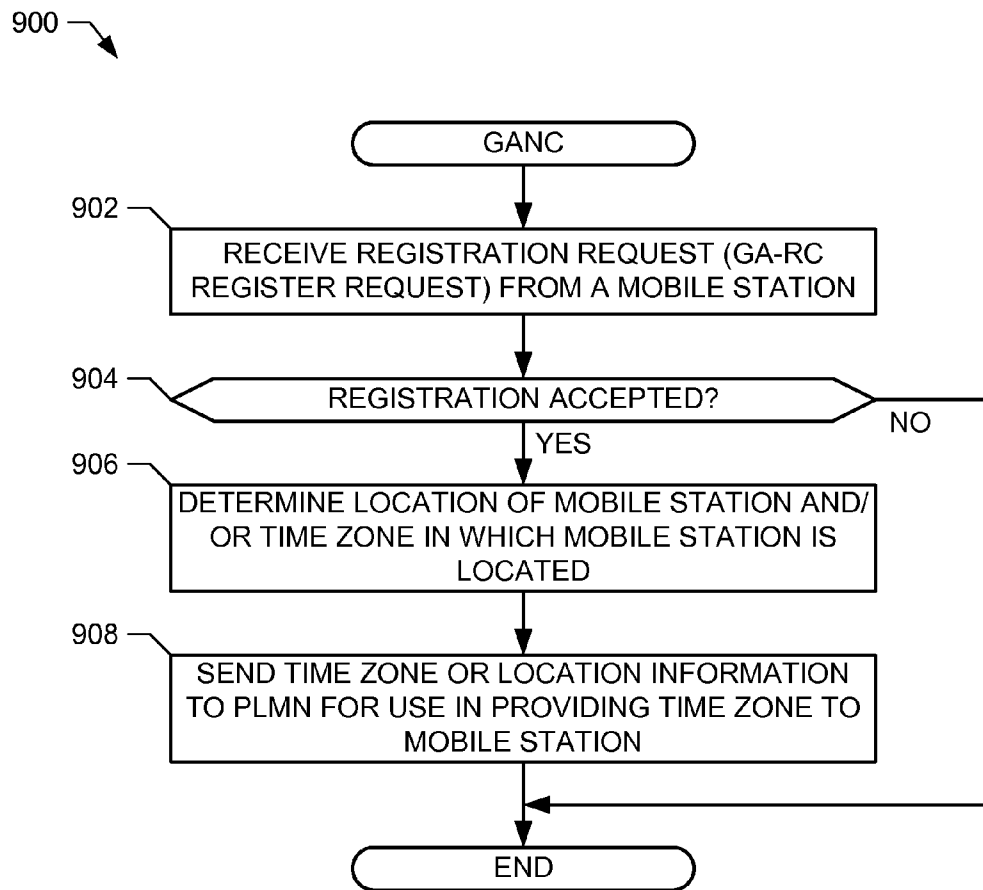 900
GANC
902
RECEIVE REGISTRATION REQUEST (GA-RC
REGISTER REQUEST) FROM A MOBILE STATION
904
REGISTRATION ACCEPTED?
NO
YES
906
DETERMINE LOCATION OF MOBILE STATION AND/
OR TIME ZONE IN WHICH MOBILE STATION IS
LOCATED
908
SEND TIME ZONE OR LOCATION INFORMATION
TO PLMN FOR USE IN PROVIDING TIME ZONE TO
MOBILE STATION
END